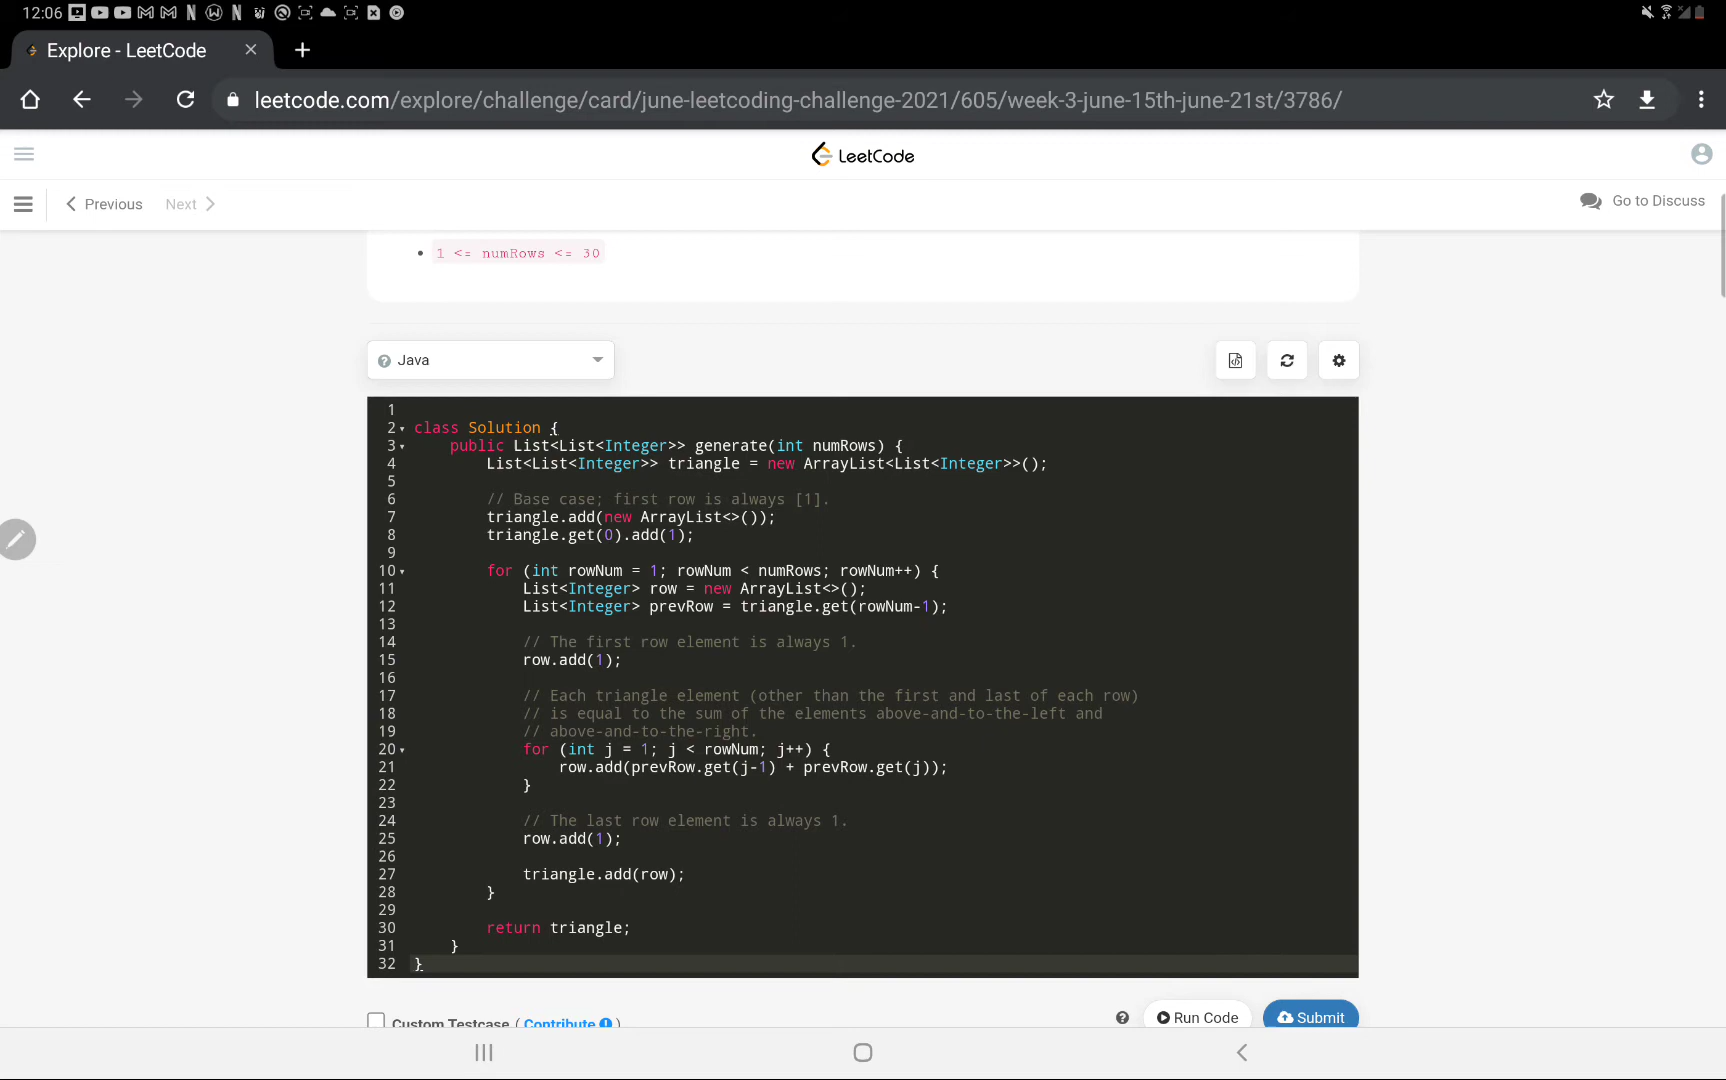 12:06
Explore - LeetCode
leetcode.com/explore/challenge/card/june-leetcoding-challenge-2021/605/week-3-june-15th-june-21st/3786/
LeetCode
Previous Next
Go to Discuss
1 <= numRows <= 30
Java
1
2 class Solution {
3 public List<List<Integer>> generate(int numRows) {
4 List<List<Integer>> triangle = new ArrayList<List<Integer>>();
5
6 // Base case; first row is always [1].
7 triangle.add(new ArrayList<>());
8 triangle.get(0).add(1);
9
10 for (int rowNum = 1; rowNum < numRows; rowNum++) {
11 List<Integer> row = new ArrayList<>();
12 List<Integer> prevRow = triangle.get(rowNum-1);
13
14 // The first row element is always 1.
15 row.add(1);
16
17 // Each triangle element (other than the first and last of each row)
18 // is equal to the sum of the elements above-and-to-the-left and
19 // above-and-to-the-right.
20 for (int j = 1; j < rowNum; j++) {
21 row.add(prevRow.get(j-1) + prevRow.get(j));
22 }
23
24 // The last row element is always 1.
25 row.add(1);
26
27 triangle.add(row);
28 }
29
30 return triangle;
31 }
32 }
Custom Testcase ( Contribute )
Run Code
Submit